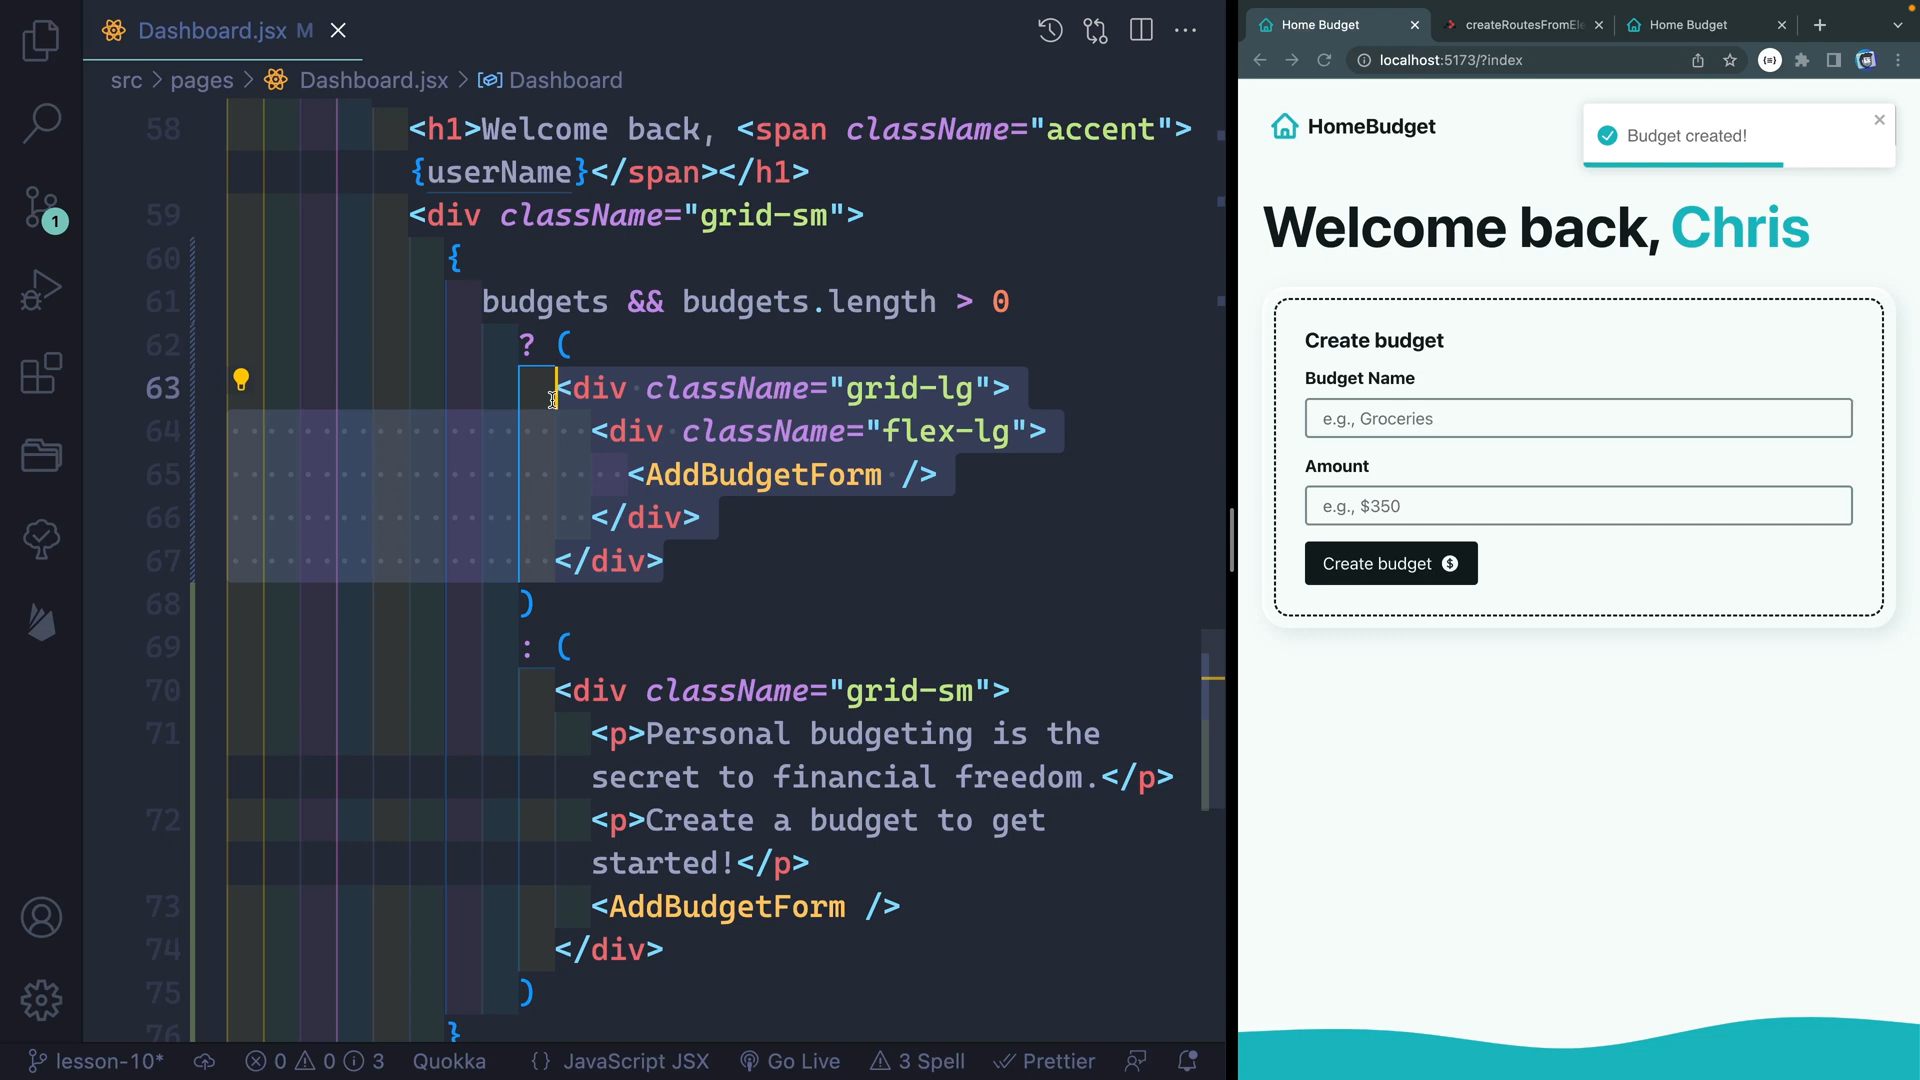 Dashboard.jsx M
src > pages > Dashboard.jsx > Dashboard
58 <h1>Welcome back, <span className="accent">
{userName}</span></h1>
59 <div className="grid-sm">
60 {
61 budgets && budgets.length > 0
62 ? (
63 <div className="grid-lg">
64 <div className="flex-lg">
65 <AddBudgetForm />
66 </div>
67 </div>
68 )
69 : (
70 <div className="grid-sm">
71 <p>Personal budgeting is the
secret to financial freedom.</p>
72 <p>Create a budget to get
started!</p>
73 <AddBudgetForm />
74 </div>
75 )
76 }
1
lesson-10* 0 0 3 Quokka {} JavaScript JSX Go Live 3 Spell Prettier
Home Budget
createRoutesFromEle
Home Budget
localhost:5173/?index
HomeBudget
Budget created!
Welcome back, Chris
Create budget
Budget Name
e.g., Groceries
Amount
e.g., $350
Create budget $